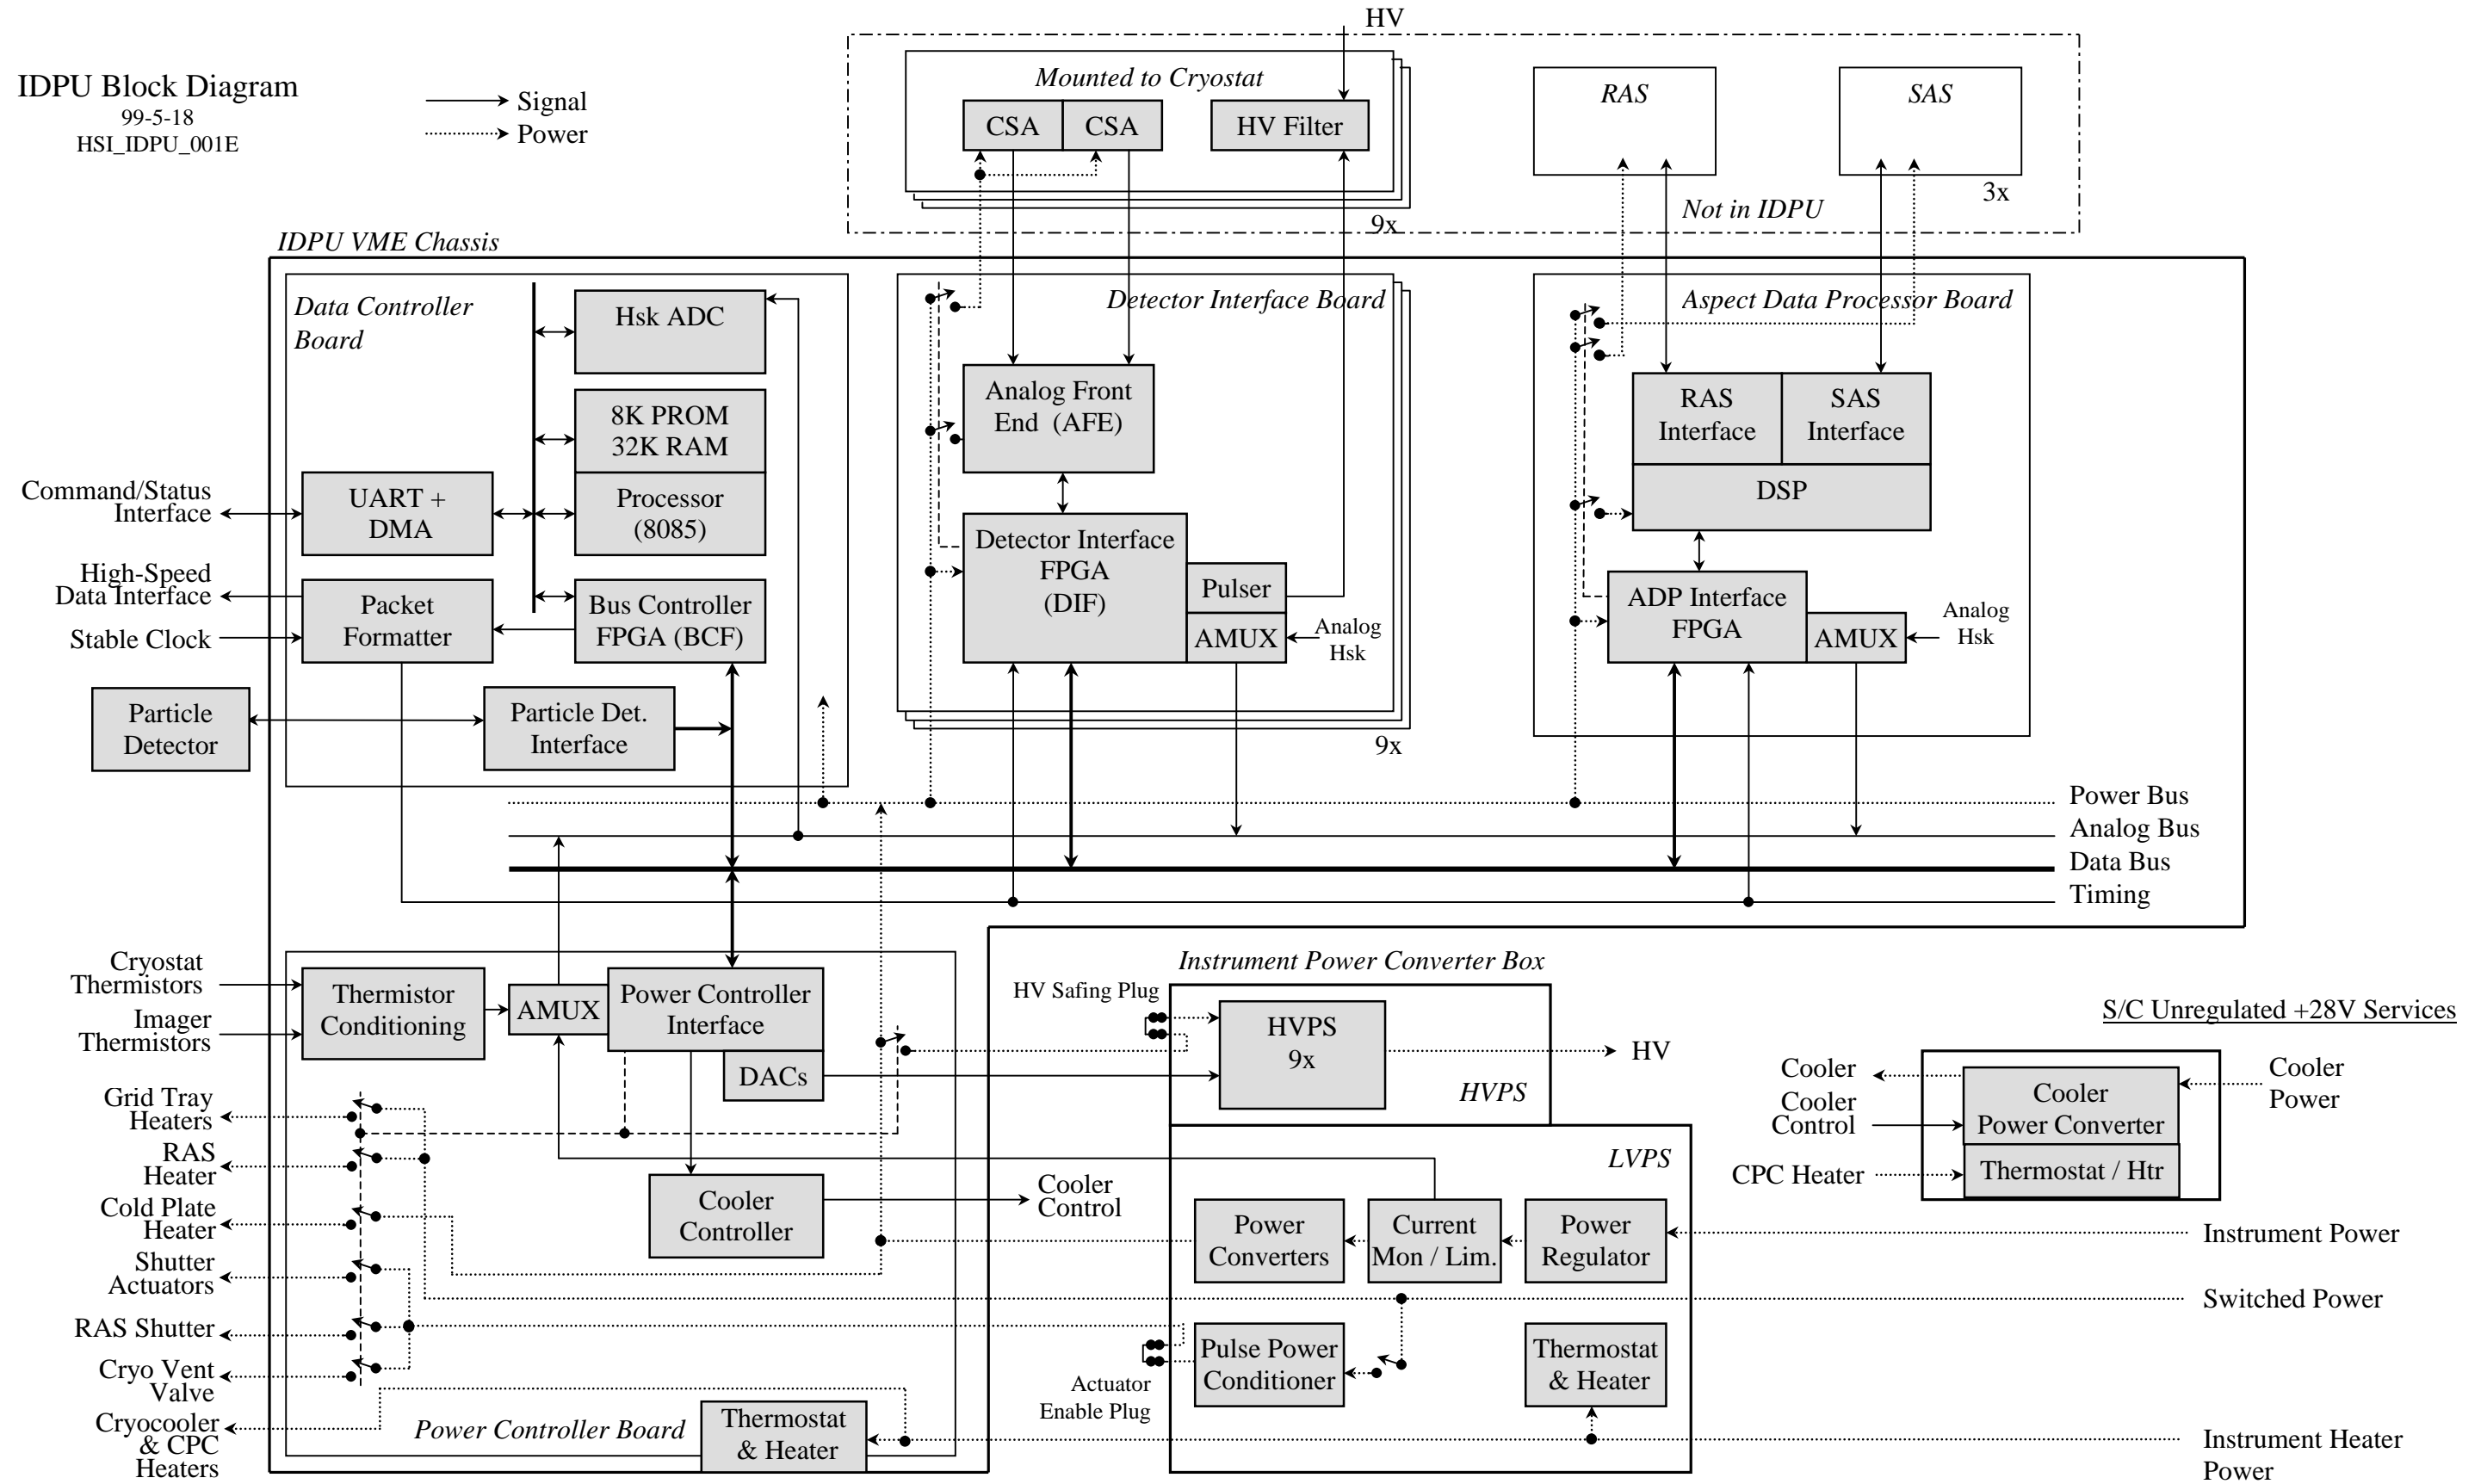 HV
IDPU Block Diagram
99-5-18
HSI_IDPU_001E
Signal
Power
Mounted to Cryostat
CSA
CSA
HV Filter
9x
RAS
SAS
3x
Not in IDPU
IDPU VME Chassis
Data Controller
Board
Hsk ADC
8K PROM
32K RAM
Processor
(8085)
UART +
DMA
Packet
Formatter
Bus Controller
FPGA (BCF)
Particle Det.
Interface
Command/Status
Interface
High-Speed
Data Interface
Stable Clock
Particle
Detector
Detector Interface Board
Analog Front
End (AFE)
Detector Interface
FPGA
(DIF)
Pulser
AMUX
Analog
Hsk
9x
Aspect Data Processor Board
RAS
Interface
SAS
Interface
DSP
ADP Interface
FPGA
AMUX
Analog
Hsk
Power Bus
Analog Bus
Data Bus
Timing
Cryostat
Thermistors
Imager
Thermistors
Grid Tray
Heaters
RAS
Heater
Cold Plate
Heater
Shutter
Actuators
RAS Shutter
Cryo Vent
Valve
Cryocooler
& CPC
Heaters
Thermistor
Conditioning
AMUX
Power Controller
Interface
DACs
Cooler
Controller
Cooler
Control
Power Controller Board
Thermostat
& Heater
Instrument Power Converter Box
HV Safing Plug
HVPS
9x
HVPS
HV
LVPS
Power
Converters
Current
Mon / Lim.
Power
Regulator
Pulse Power
Conditioner
Thermostat
& Heater
Actuator
Enable Plug
S/C Unregulated +28V Services
Cooler
Cooler
Control
CPC Heater
Cooler
Power Converter
Thermostat / Htr
Cooler
Power
Instrument Power
Switched Power
Instrument Heater
Power